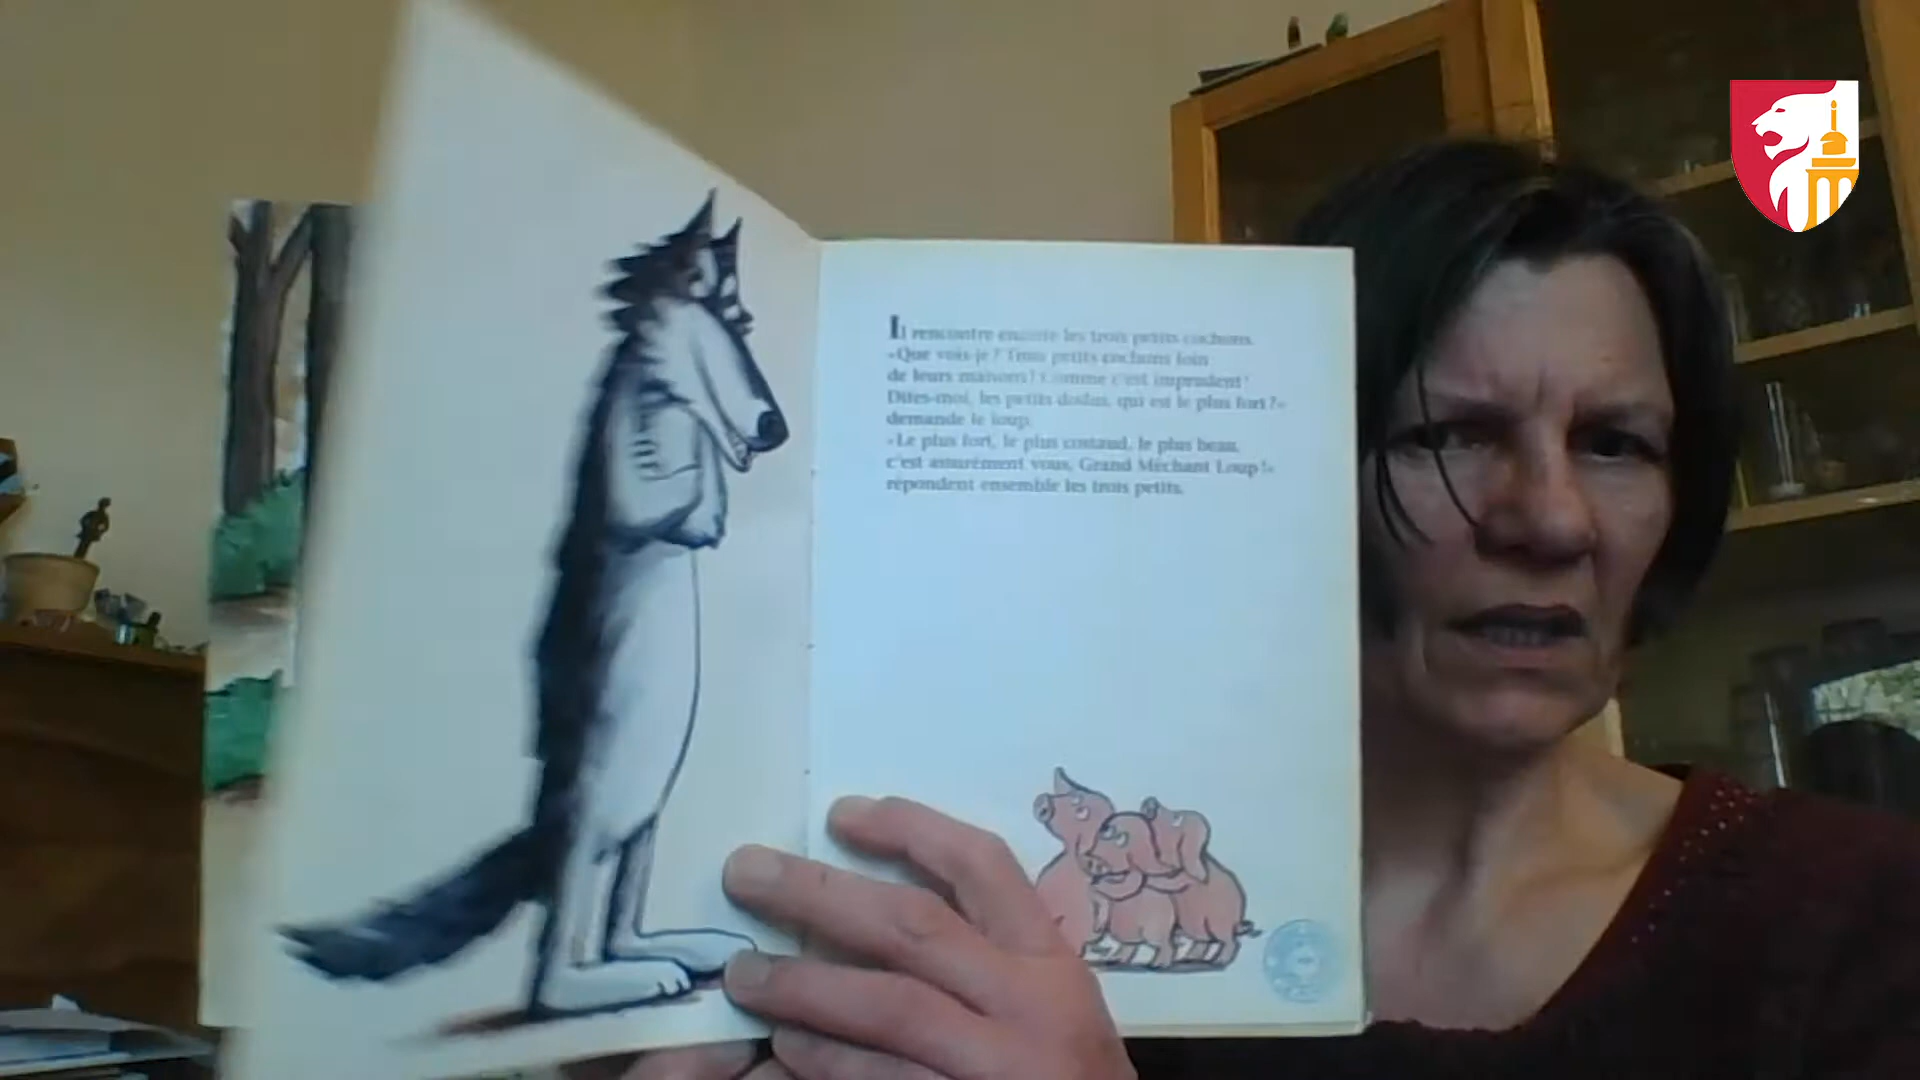 Il rencontre encore les trois petits cochons.
«Que vois-je? Trois petits cochons loin
de leurs maisons? Comme c'est imprudent!
Dites-moi, les petits dodus, qui est le plus fort?»
demande le loup.
«Le plus fort, le plus costaud, le plus beau,
c'est assurément vous, Grand Méchant Loup!»
répondent ensemble les trois petits.